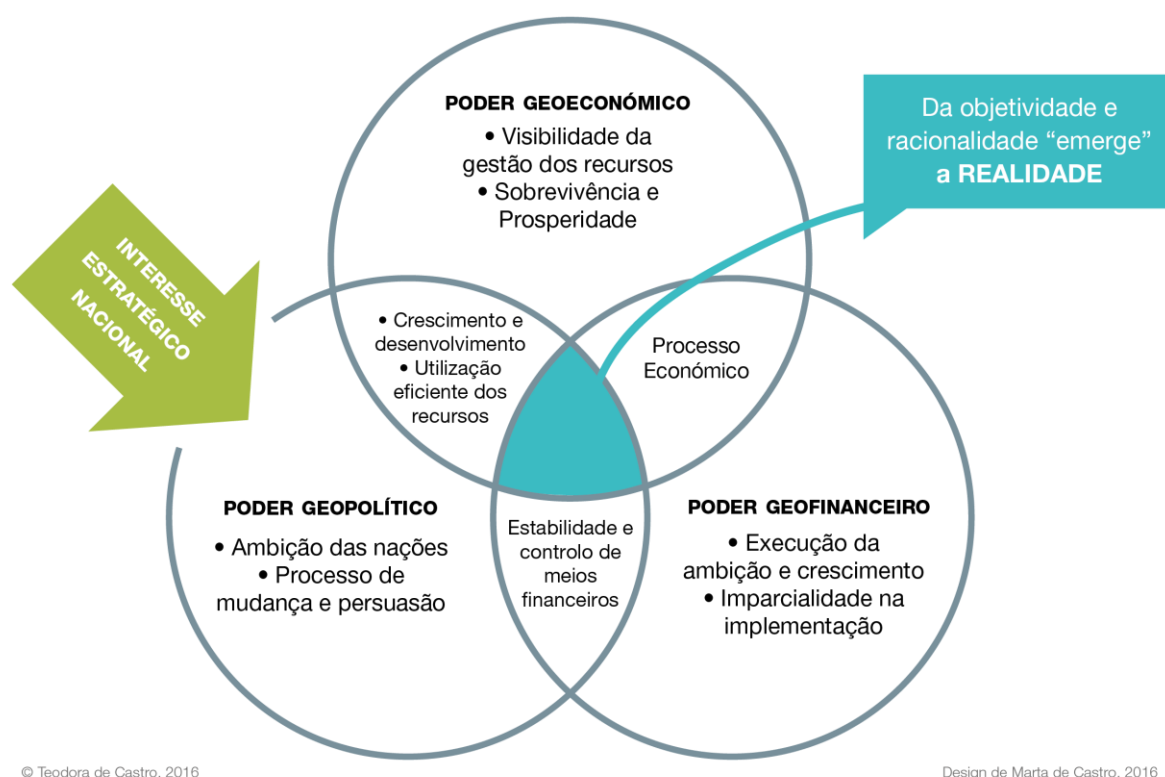 PODER GEOECONÓMICO
• Visibilidade da
gestão dos recursos
• Sobrevivência e
Prosperidade
Da objetividade e
racionalidade “emerge”
a REALIDADE
INTERESSE
ESTRATÉGICO
NACIONAL
• Crescimento e
desenvolvimento
• Utilização
eficiente dos
recursos
Processo
Económico
PODER GEOPOLÍTICO
• Ambição das nações
• Processo de
mudança e persuasão
Estabilidade e
controlo de
meios
financeiros
PODER GEOFINANCEIRO
• Execução da
ambição e crescimento
• Imparcialidade na
implementação
© Teodora de Castro, 2016
Design de Marta de Castro, 2016